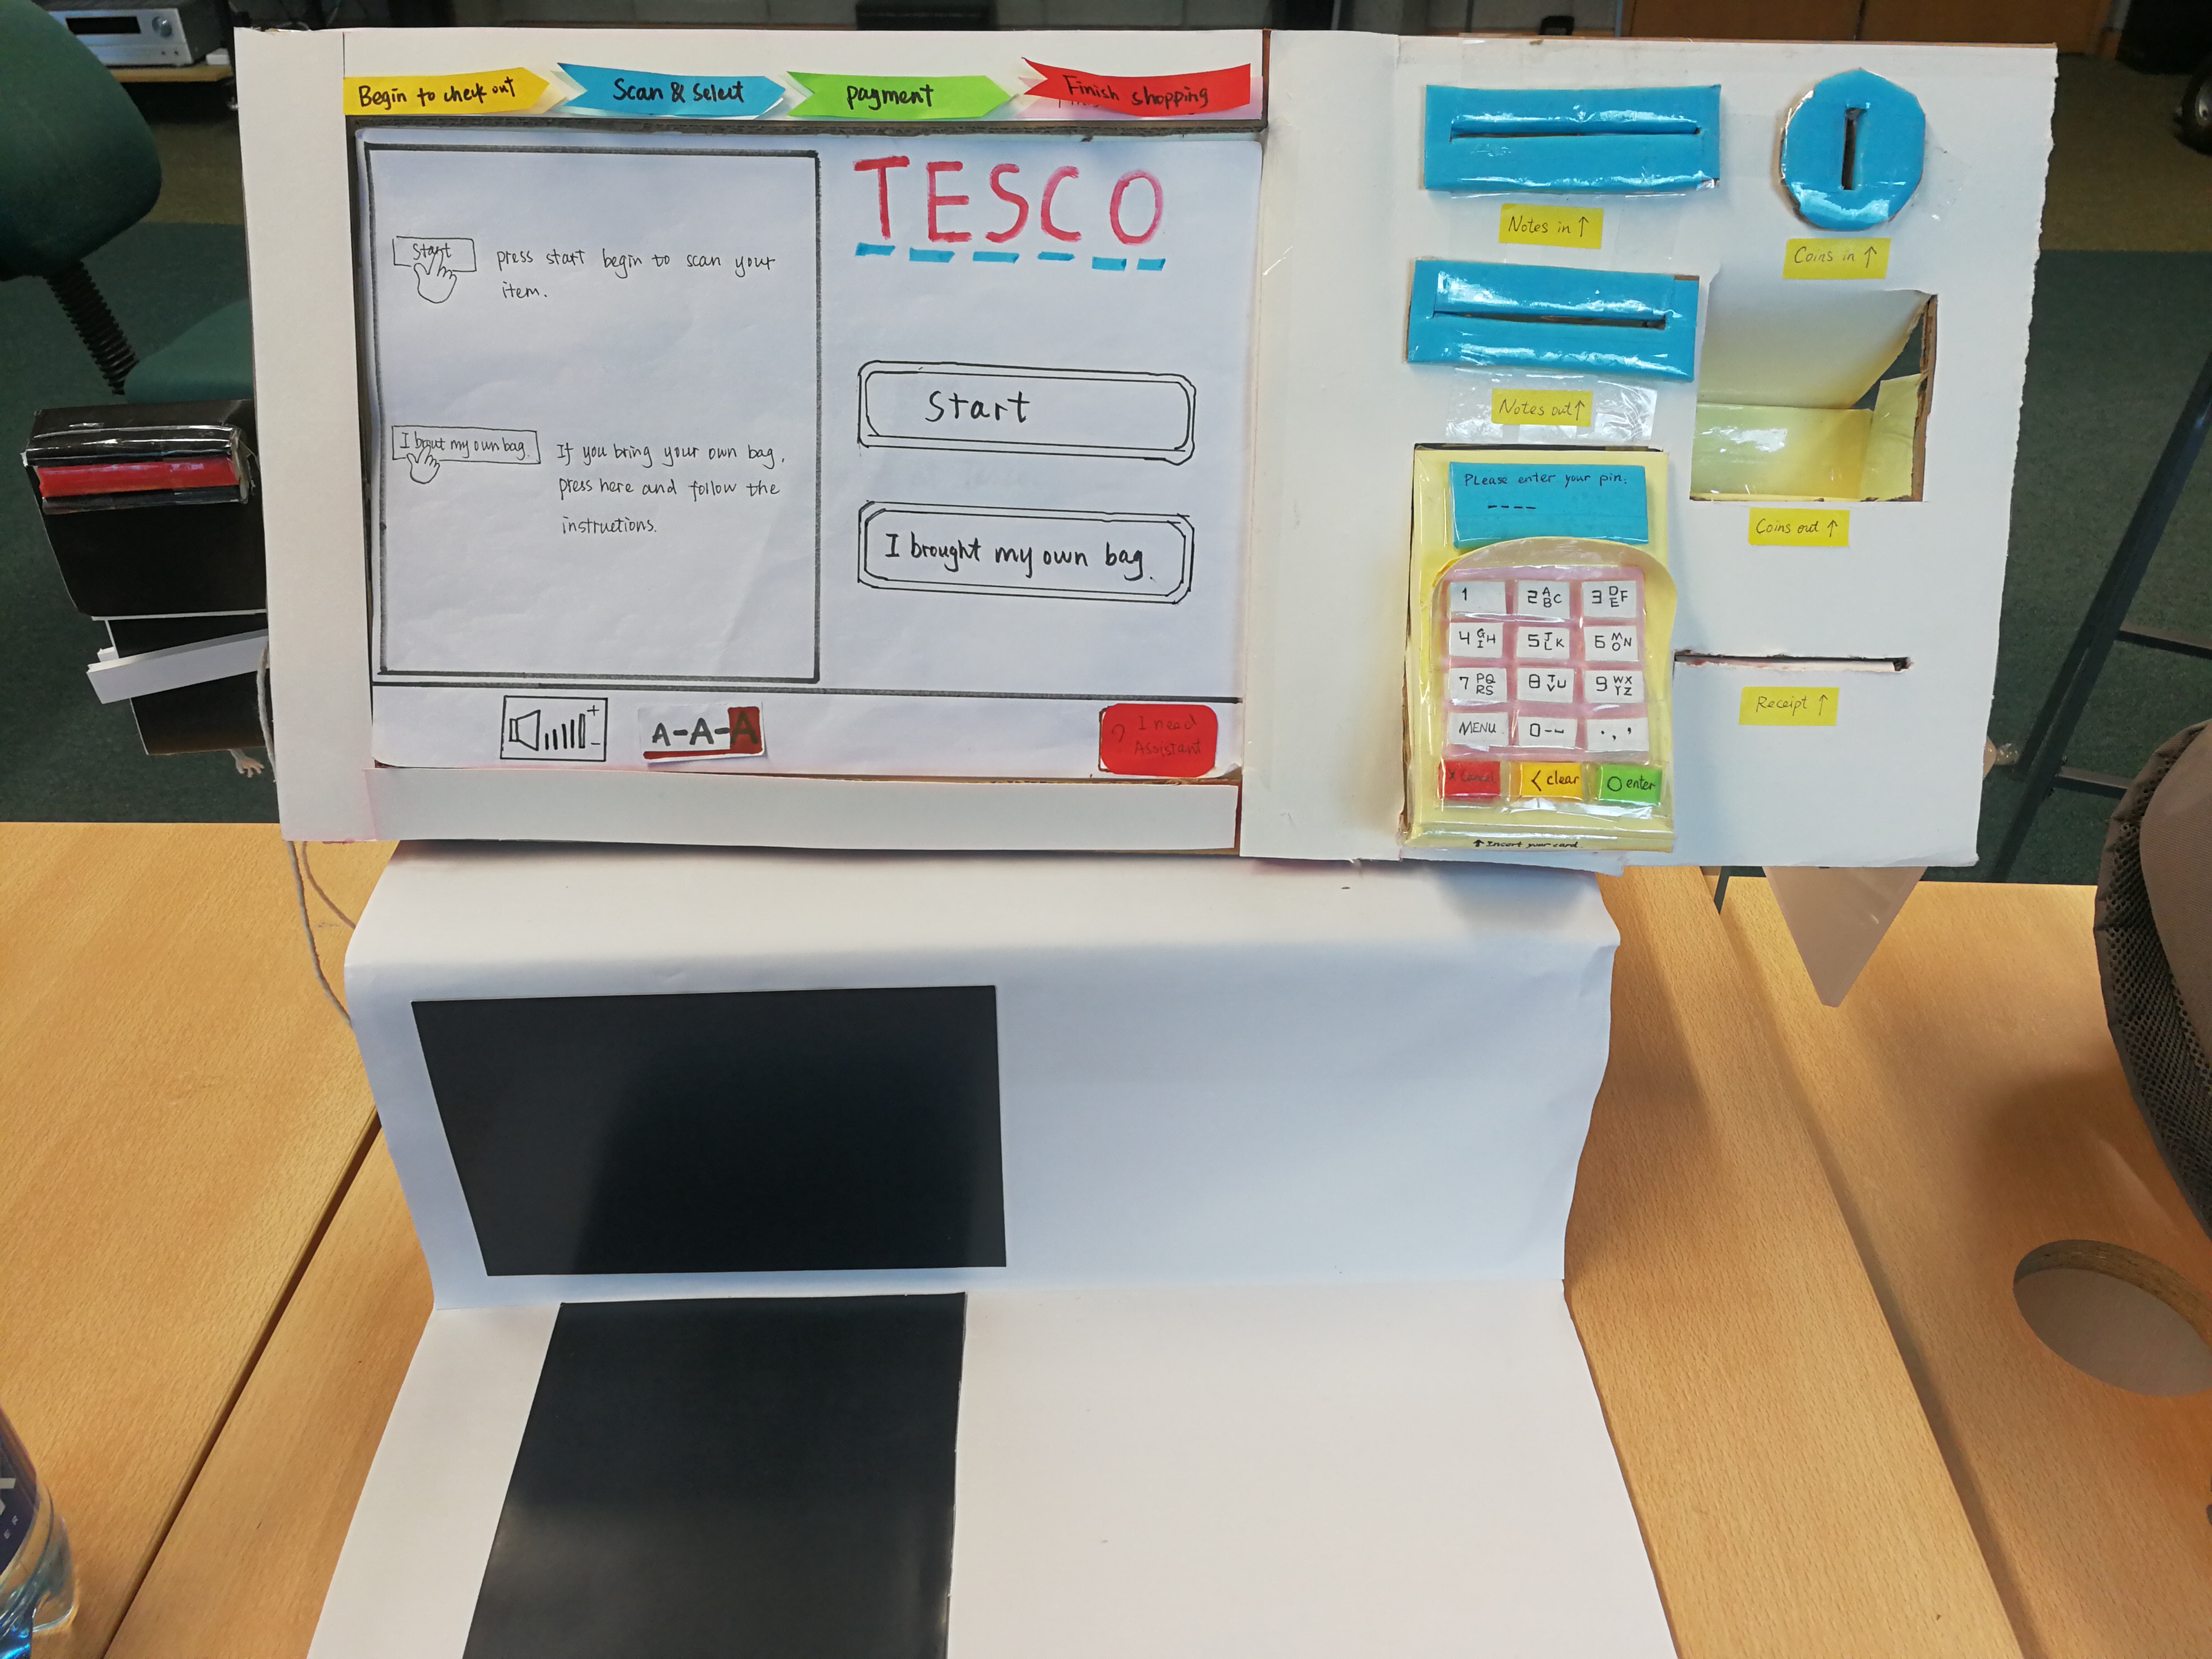 Begin to check out
Scan & Select
payment
Finish shopping
TESCO
Start
press start begin to scan your
item.
Start
I brout my own bag.
If you bring your own bag,
press here and follow the
instructions.
I brought my own bag.
+
-
A-A-A
? I need
Assistant
Notes in ↑
Coins in ↑
Notes out ↑
Coins out ↑
Receipt ↑
Please enter your pin:
----
1
2 ABC
3 DEF
4 GHI
5 JKL
6 MNO
7 PQRS
8 TUV
9 WXYZ
MENU
0--
.,'
X Cancel
< clear
O enter
↑ Incert your card